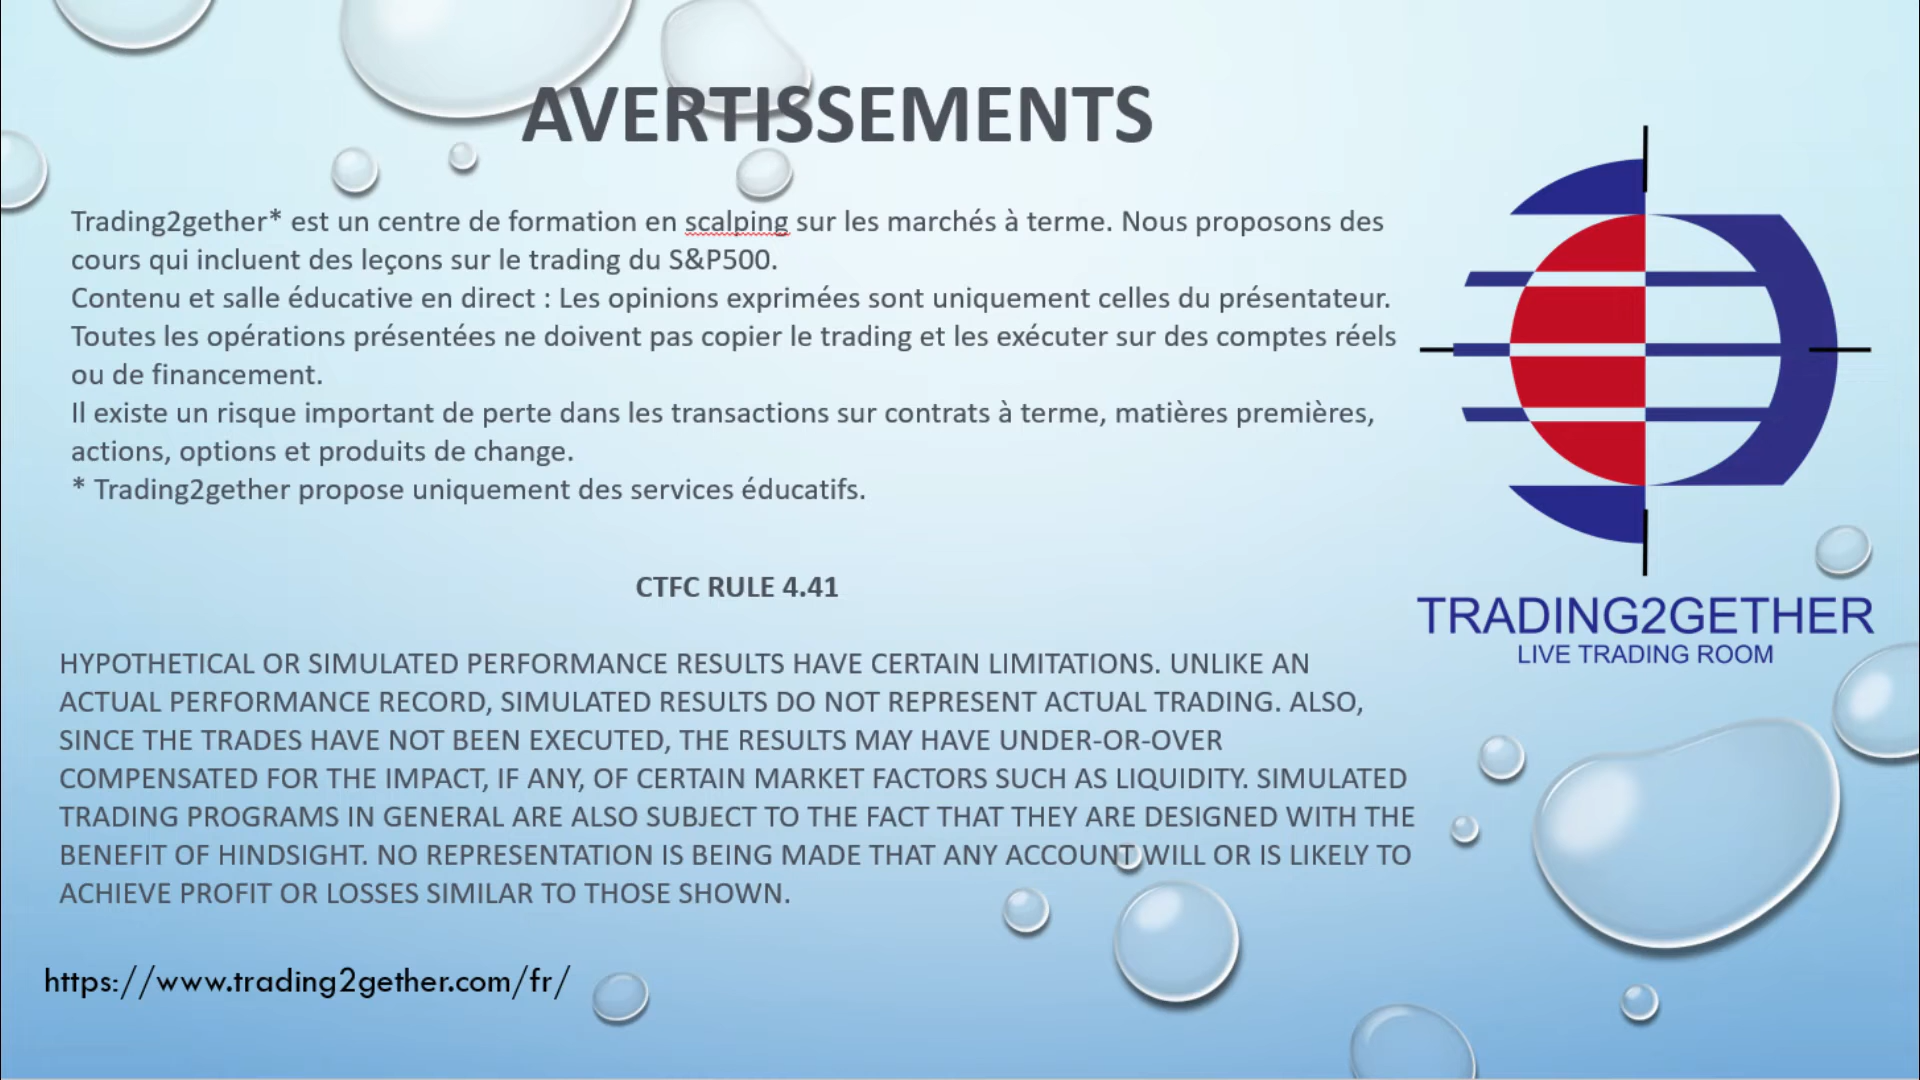 AVERTISSEMENTS
Trading2gether* est un centre de formation en scalping sur les marchés à terme. Nous proposons des
cours qui incluent des leçons sur le trading du S&P500.
Contenu et salle éducative en direct : Les opinions exprimées sont uniquement celles du présentateur.
Toutes les opérations présentées ne doivent pas copier le trading et les exécuter sur des comptes réels
ou de financement.
Il existe un risque important de perte dans les transactions sur contrats à terme, matières premières,
actions, options et produits de change.
* Trading2gether propose uniquement des services éducatifs.
CTFC RULE 4.41
HYPOTHETICAL OR SIMULATED PERFORMANCE RESULTS HAVE CERTAIN LIMITATIONS. UNLIKE AN
ACTUAL PERFORMANCE RECORD, SIMULATED RESULTS DO NOT REPRESENT ACTUAL TRADING. ALSO,
SINCE THE TRADES HAVE NOT BEEN EXECUTED, THE RESULTS MAY HAVE UNDER-OR-OVER
COMPENSATED FOR THE IMPACT, IF ANY, OF CERTAIN MARKET FACTORS SUCH AS LIQUIDITY. SIMULATED
TRADING PROGRAMS IN GENERAL ARE ALSO SUBJECT TO THE FACT THAT THEY ARE DESIGNED WITH THE
BENEFIT OF HINDSIGHT. NO REPRESENTATION IS BEING MADE THAT ANY ACCOUNT WILL OR IS LIKELY TO
ACHIEVE PROFIT OR LOSSES SIMILAR TO THOSE SHOWN.
https://www.trading2gether.com/fr/
TRADING2GETHER
LIVE TRADING ROOM